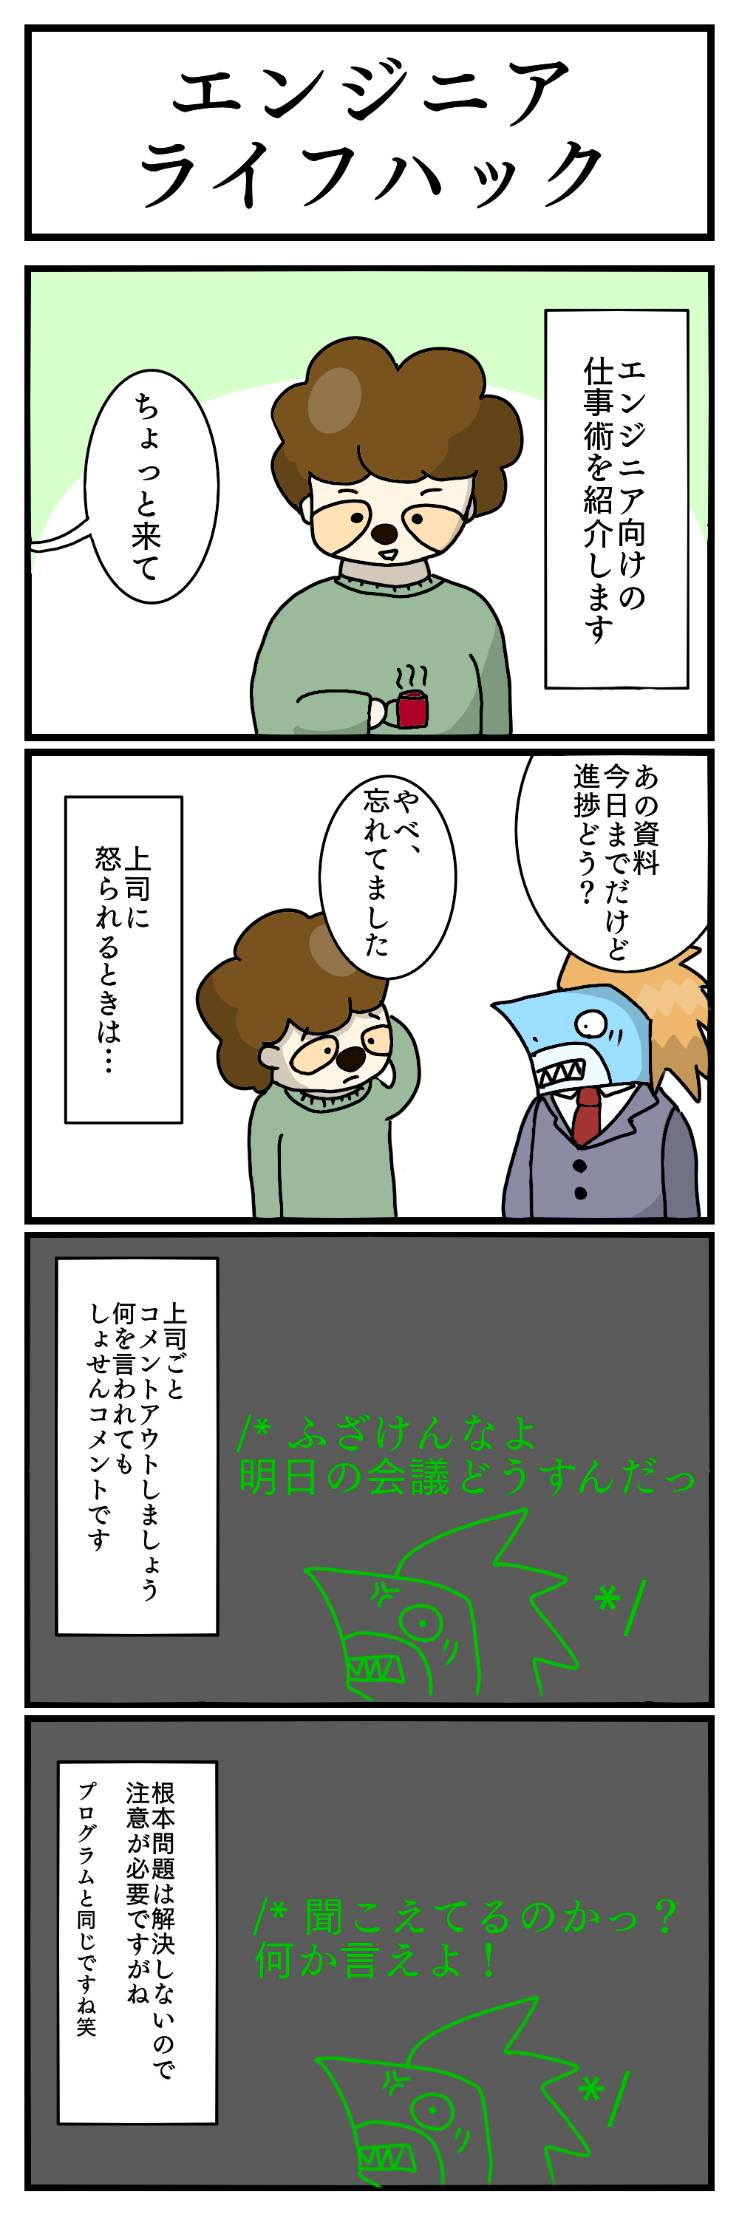 エンジニア
ライフハック
エンジニア向けの
仕事術を紹介します
ちょっと来て
あの資料
今日までだけど
進捗どう？
やべ、
忘れてました
上司に
怒られるときは…
/* ふざけんなよ
明日の会議どうすんだっ
*/
上司ごと
コメントアウトしましょう
何を言われても
しょせんコメントです
/* 聞こえてるのかっ？
何か言えよ！
*/
根本問題は解決しないので
注意が必要ですがね
プログラムと同じですね笑